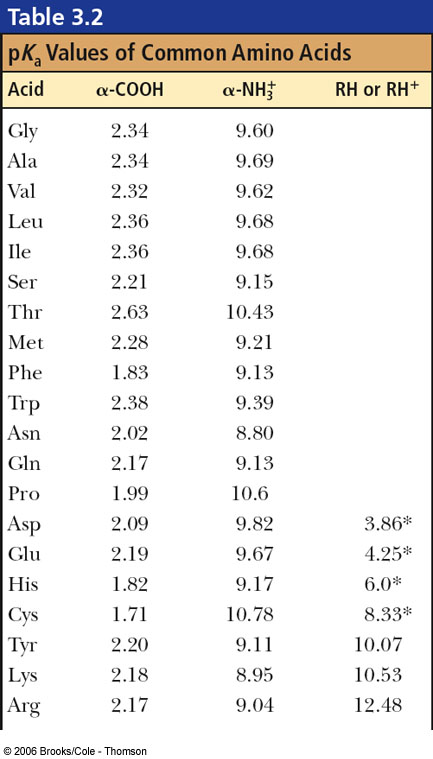 Table 3.2
pKa Values of Common Amino Acids
Acid α-COOH α-NH3+ RH or RH+
Gly 2.34 9.60
Ala 2.34 9.69
Val 2.32 9.62
Leu 2.36 9.68
Ile 2.36 9.68
Ser 2.21 9.15
Thr 2.63 10.43
Met 2.28 9.21
Phe 1.83 9.13
Trp 2.38 9.39
Asn 2.02 8.80
Gln 2.17 9.13
Pro 1.99 10.6
Asp 2.09 9.82 3.86*
Glu 2.19 9.67 4.25*
His 1.82 9.17 6.0*
Cys 1.71 10.78 8.33*
Tyr 2.20 9.11 10.07
Lys 2.18 8.95 10.53
Arg 2.17 9.04 12.48
© 2006 Brooks/Cole - Thomson